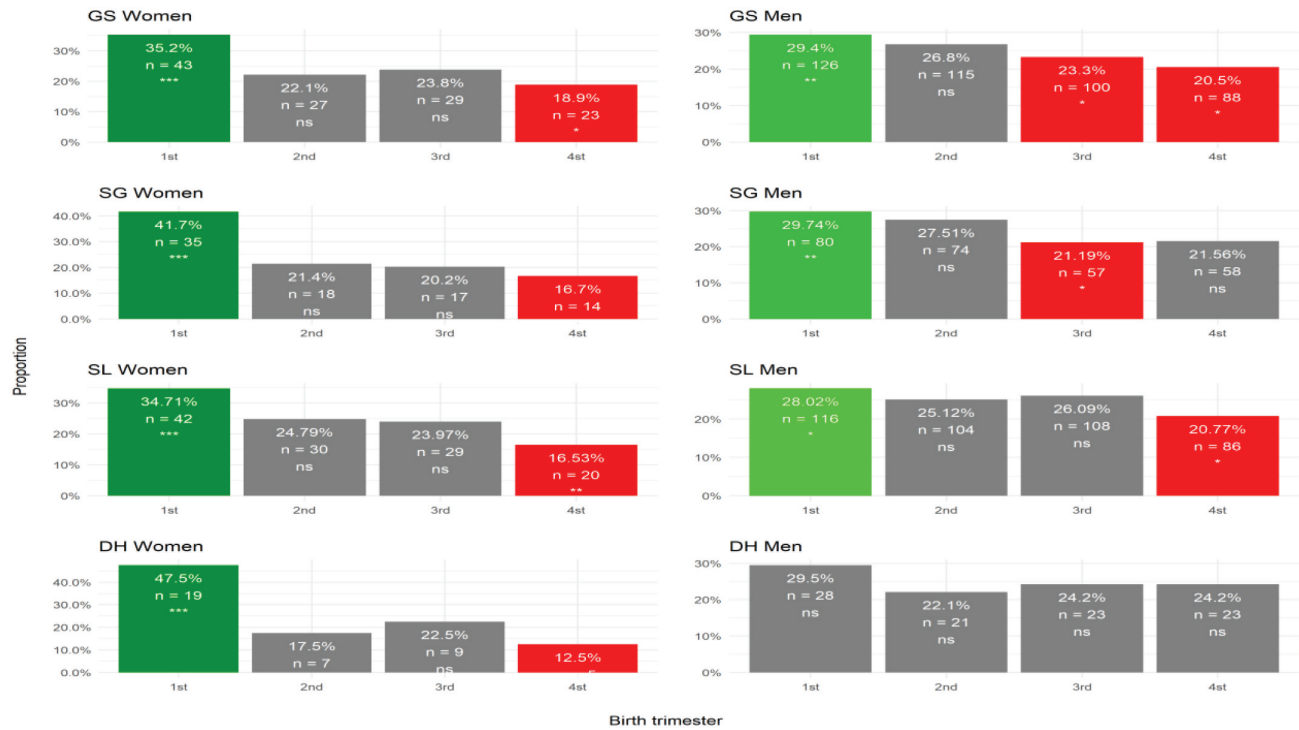 GS Women
30%
20%
10%
0%
35.2%
n = 43
***
22.1%
n = 27
ns
23.8%
n = 29
ns
18.9%
n = 23
*
1st
2nd
3rd
4st
GS Men
30%
20%
10%
0%
29.4%
n = 126
**
26.8%
n = 115
ns
23.3%
n = 100
*
20.5%
n = 88
*
1st
2nd
3rd
4st
SG Women
40.0%
30.0%
20.0%
10.0%
0.0%
41.7%
n = 35
***
21.4%
n = 18
ns
20.2%
n = 17
ns
16.7%
n = 14
1st
2nd
3rd
4st
SG Men
30%
20%
10%
0%
29.74%
n = 80
**
27.51%
n = 74
ns
21.19%
n = 57
*
21.56%
n = 58
ns
1st
2nd
3rd
4st
Proportion
SL Women
30%
20%
10%
0%
34.71%
n = 42
***
24.79%
n = 30
ns
23.97%
n = 29
ns
16.53%
n = 20
**
1st
2nd
3rd
4st
SL Men
20%
10%
0%
28.02%
n = 116
*
25.12%
n = 104
ns
26.09%
n = 108
ns
20.77%
n = 86
*
1st
2nd
3rd
4st
DH Women
40.0%
30.0%
20.0%
10.0%
0.0%
47.5%
n = 19
***
17.5%
n = 7
22.5%
n = 9
ns
12.5%
1st
2nd
3rd
4st
DH Men
30%
20%
10%
0%
29.5%
n = 28
ns
22.1%
n = 21
ns
24.2%
n = 23
ns
24.2%
n = 23
ns
1st
2nd
3rd
4st
Birth trimester